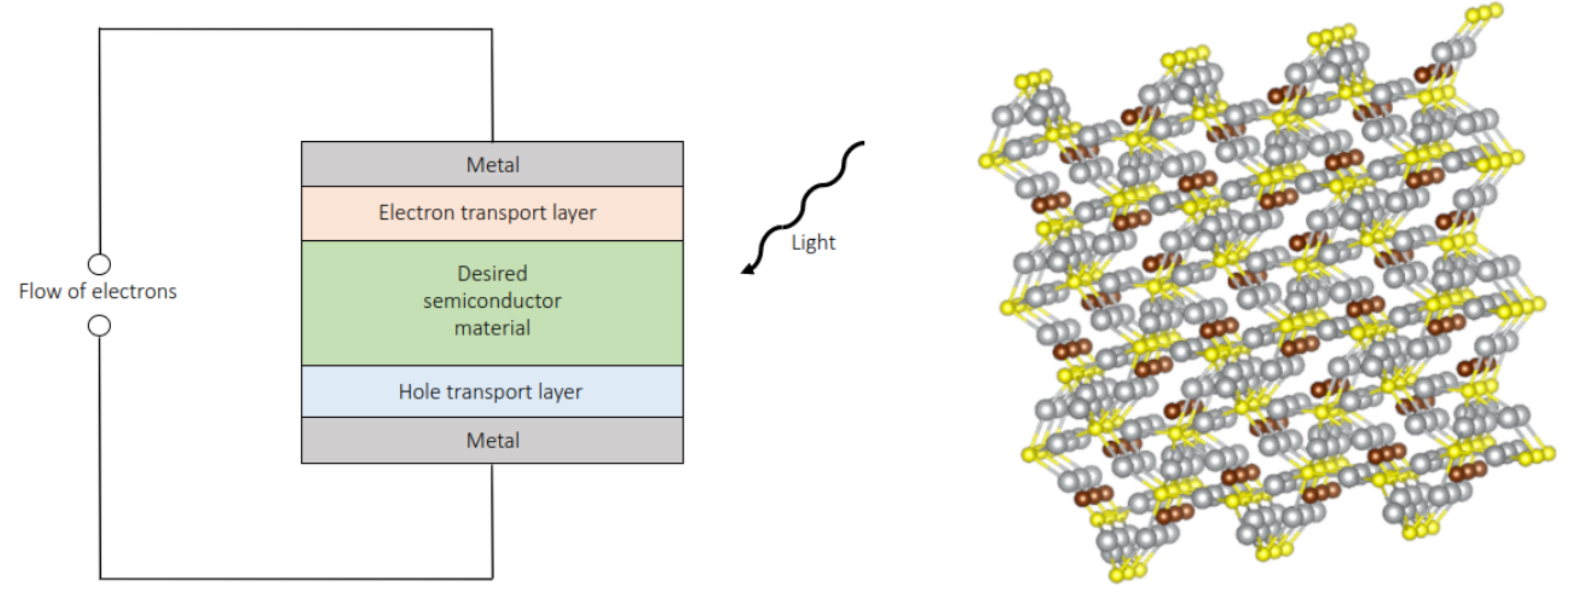 Metal
Electron transport layer
Desired
semiconductor
material
Hole transport layer
Metal
Flow of electrons
Light